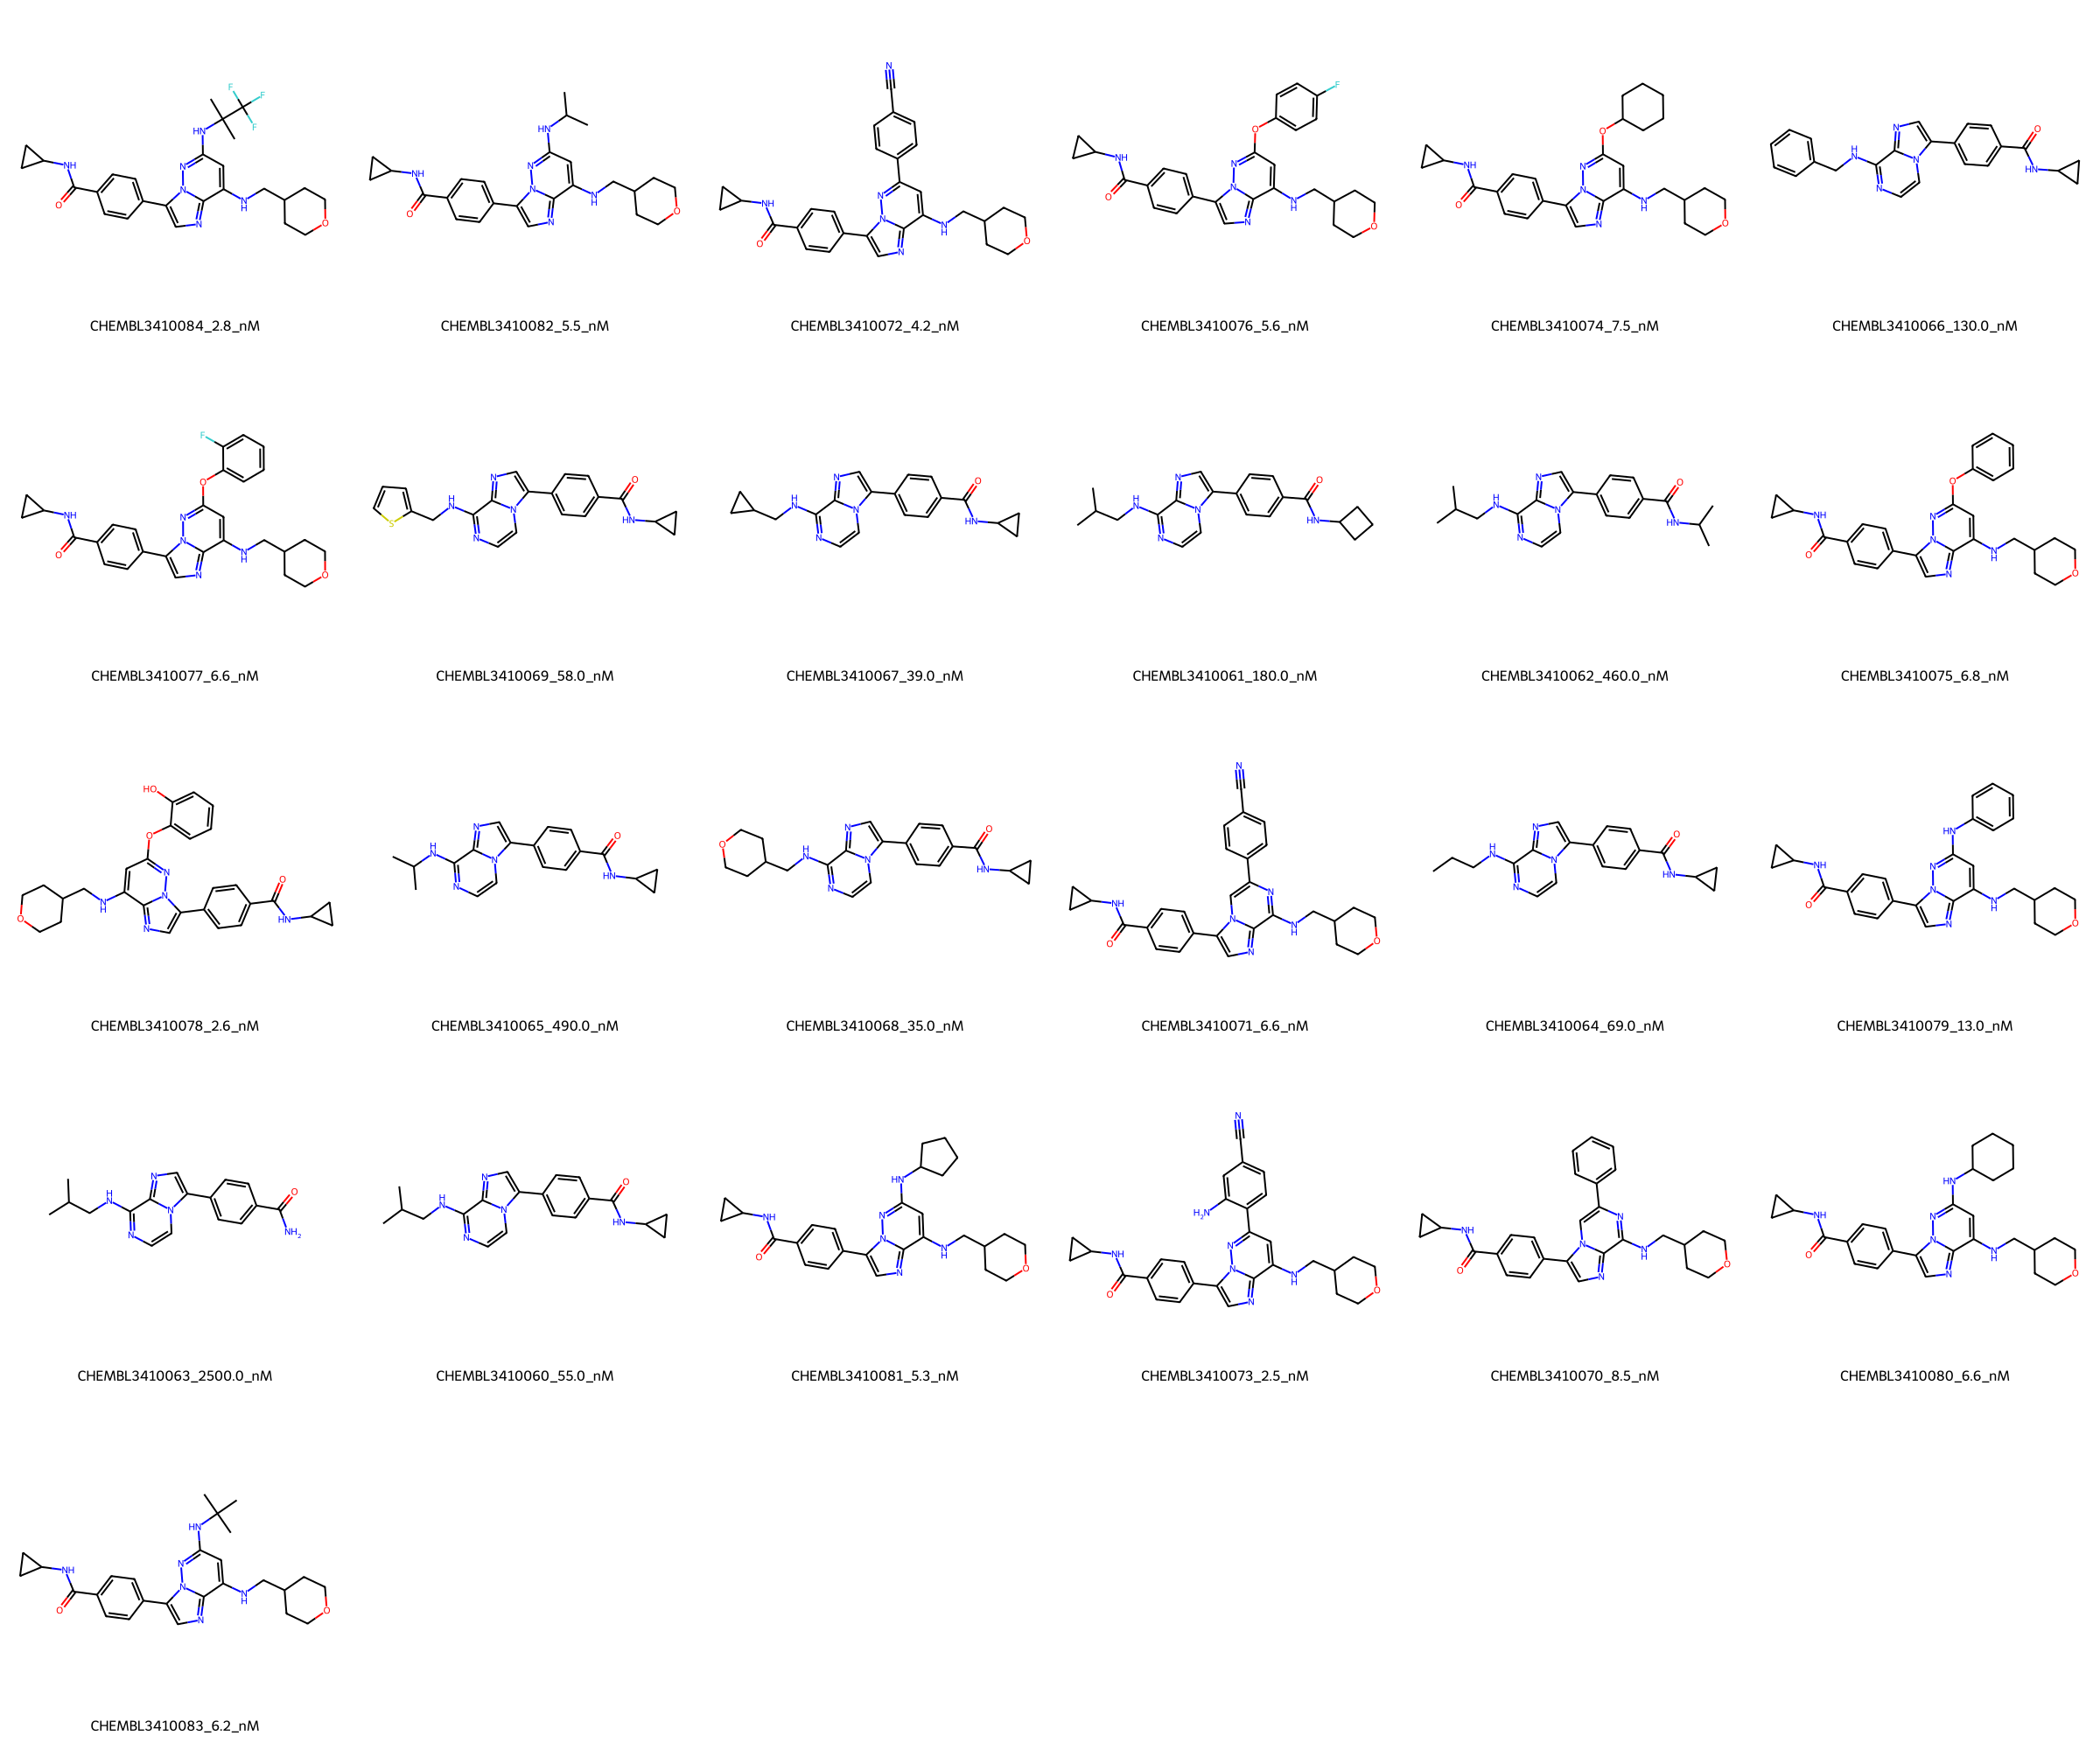 CHEMBL3410084_2.8_nM
CHEMBL3410082_5.5_nM
CHEMBL3410072_4.2_nM
CHEMBL3410076_5.6_nM
CHEMBL3410074_7.5_nM
CHEMBL3410066_130.0_nM
CHEMBL3410077_6.6_nM
CHEMBL3410069_58.0_nM
CHEMBL3410067_39.0_nM
CHEMBL3410061_180.0_nM
CHEMBL3410062_460.0_nM
CHEMBL3410075_6.8_nM
CHEMBL3410078_2.6_nM
CHEMBL3410065_490.0_nM
CHEMBL3410068_35.0_nM
CHEMBL3410071_6.6_nM
CHEMBL3410064_69.0_nM
CHEMBL3410079_13.0_nM
CHEMBL3410063_2500.0_nM
CHEMBL3410060_55.0_nM
CHEMBL3410081_5.3_nM
CHEMBL3410073_2.5_nM
CHEMBL3410070_8.5_nM
CHEMBL3410080_6.6_nM
CHEMBL3410083_6.2_nM